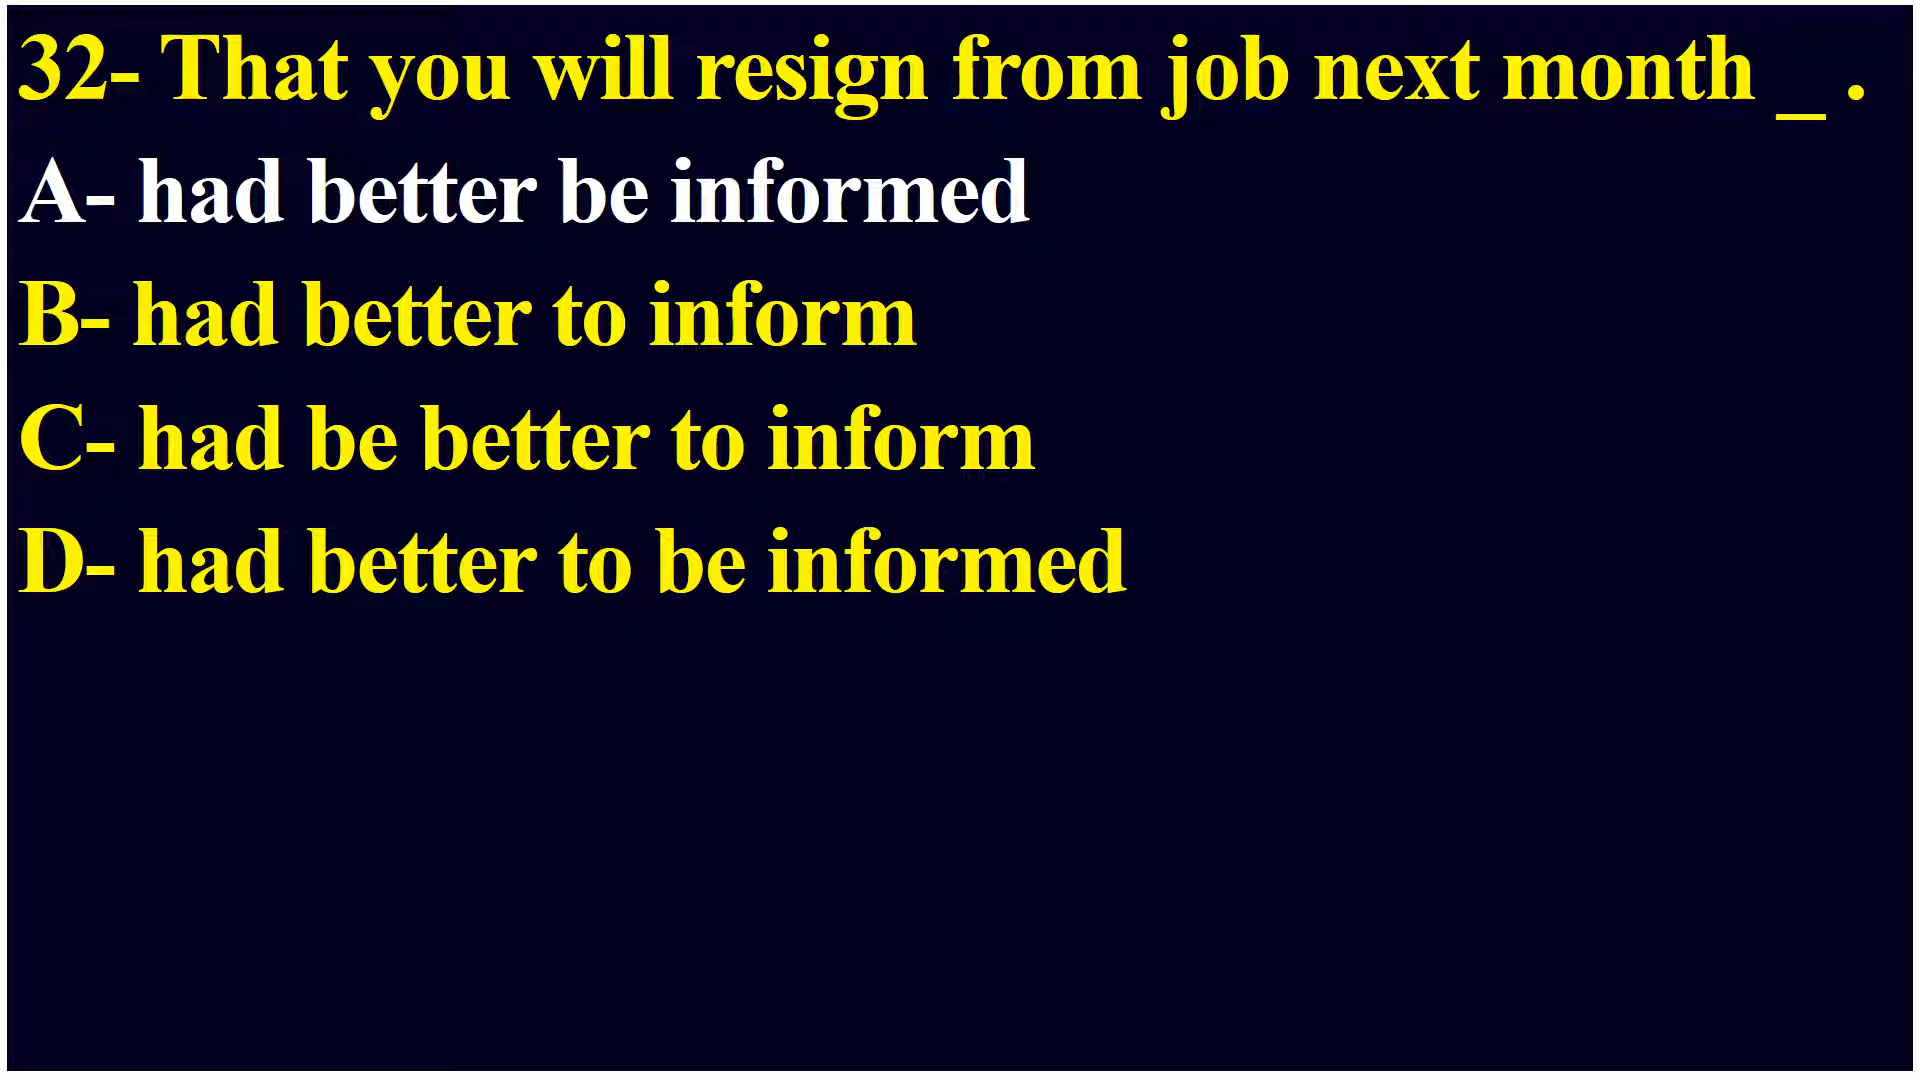 32- That you will resign from job next month _ .
A- had better be informed
B- had better to inform
C- had be better to inform
D- had better to be informed